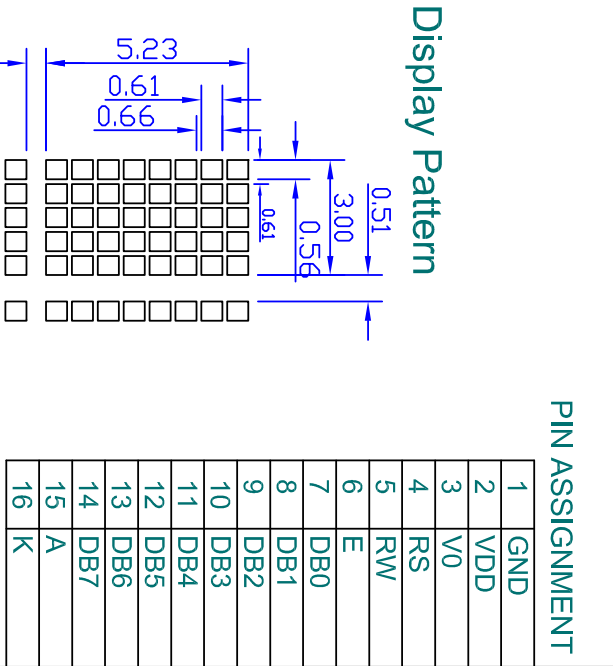 Display Pattern
5.23
0.61
0.66
0.51
3.00
0.56
0.61
PIN ASSIGNMENT
1 GND
2 VDD
3 V0
4 RS
5 RW
6 E
7 DB0
8 DB1
9 DB2
10 DB3
11 DB4
12 DB5
13 DB6
14 DB7
15 A
16 K